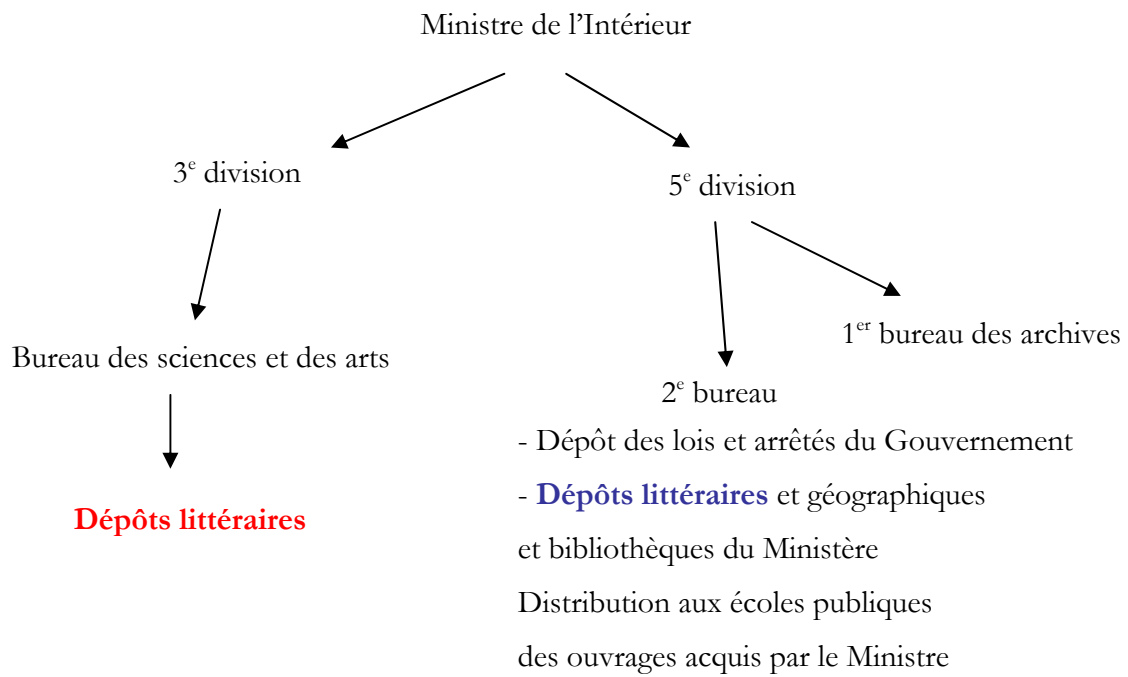 Ministre de l’Intérieur
3e division
5e division
Bureau des sciences et des arts
1er bureau des archives
2e bureau
- Dépôt des lois et arrêtés du Gouvernement
- Dépôts littéraires et géographiques
et bibliothèques du Ministère
Distribution aux écoles publiques
des ouvrages acquis par le Ministre
Dépôts littéraires